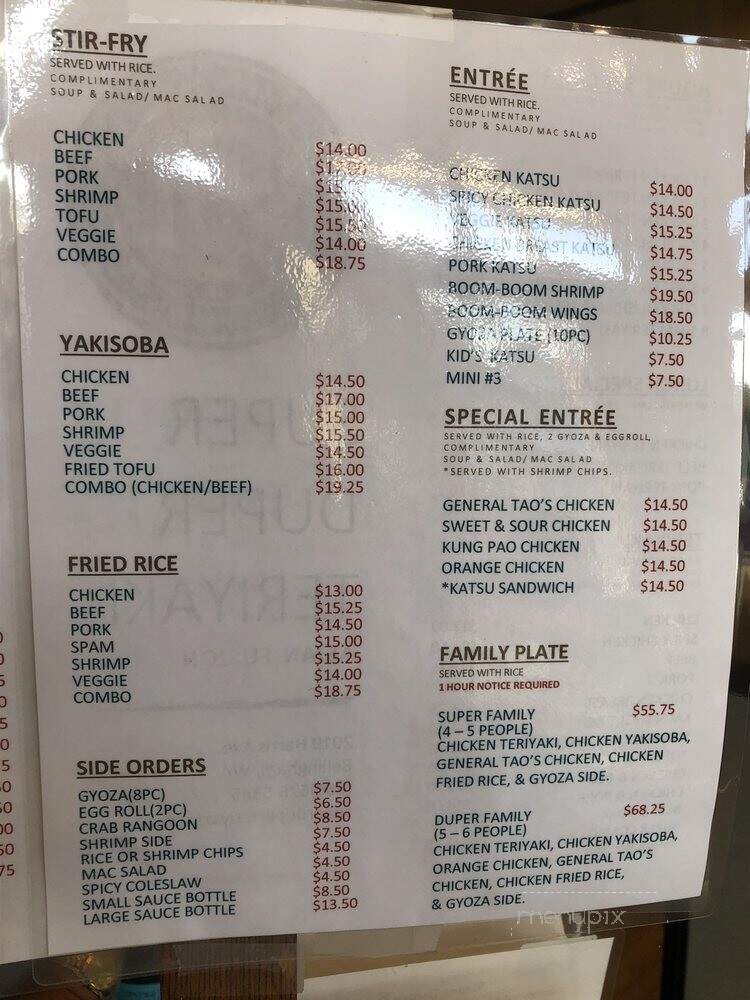 STIR-FRY
SERVED WITH RICE.
COMPLIMENTARY
SOUP & SALAD/ MAC SALAD
CHICKEN $14.00
BEEF
PORK
SHRIMP $15.00
TOFU $15.50
VEGGIE $14.00
COMBO $18.75
YAKISOBA
CHICKEN $14.50
BEEF $17.00
PORK $15.00
SHRIMP $15.50
VEGGIE $14.50
FRIED TOFU $16.00
COMBO (CHICKEN/BEEF) $19.25
FRIED RICE
CHICKEN $13.00
BEEF $15.25
PORK $14.50
SPAM $15.00
SHRIMP $15.25
VEGGIE $14.00
COMBO $18.75
SIDE ORDERS
GYOZA(8PC) $7.50
EGG ROLL(2PC) $6.50
CRAB RANGOON $8.50
SHRIMP SIDE $7.50
RICE OR SHRIMP CHIPS $4.50
MAC SALAD $4.50
SPICY COLESLAW $4.50
SMALL SAUCE BOTTLE $8.50
LARGE SAUCE BOTTLE $13.50
ENTRÉE
SERVED WITH RICE.
COMPLIMENTARY
SOUP & SALAD/ MAC SALAD
CHICKEN KATSU $14.00
SPICY CHICKEN KATSU $14.50
VEGGIE KATSU $15.25
CHICKEN BREAST KATSU $14.75
PORK KATSU $15.25
BOOM-BOOM SHRIMP $19.50
BOOM-BOOM WINGS $18.50
GYOZA PLATE (10PC) $10.25
KID'S KATSU $7.50
MINI #3 $7.50
SPECIAL ENTRÉE
SERVED WITH RICE, 2 GYOZA & EGGROLL,
COMPLIMENTARY
SOUP & SALAD/ MAC SALAD
*SERVED WITH SHRIMP CHIPS.
GENERAL TAO'S CHICKEN $14.50
SWEET & SOUR CHICKEN $14.50
KUNG PAO CHICKEN $14.50
ORANGE CHICKEN $14.50
*KATSU SANDWICH $14.50
FAMILY PLATE
SERVED WITH RICE
1 HOUR NOTICE REQUIRED
SUPER FAMILY $55.75
(4 – 5 PEOPLE)
CHICKEN TERIYAKI, CHICKEN YAKISOBA,
GENERAL TAO'S CHICKEN, CHICKEN
FRIED RICE, & GYOZA SIDE.
DUPER FAMILY $68.25
(5 – 6 PEOPLE)
CHICKEN TERIYAKI, CHICKEN YAKISOBA,
ORANGE CHICKEN, GENERAL TAO'S
CHICKEN, CHICKEN FRIED RICE,
& GYOZA SIDE.
menupix